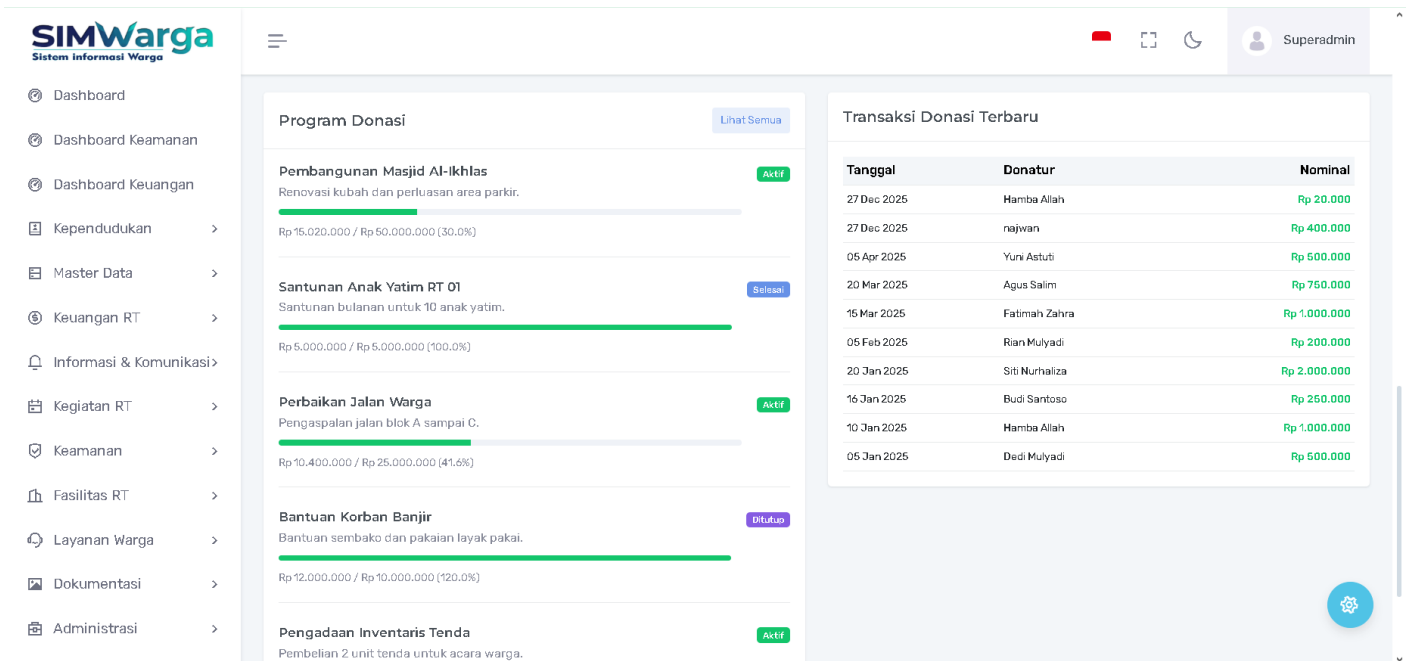 SIMWarga
Sistem informasi Warga
Superadmin
Dashboard
Dashboard Keamanan
Dashboard Keuangan
Kependudukan
Master Data
Keuangan RT
Informasi & Komunikasi
Kegiatan RT
Keamanan
Fasilitas RT
Layanan Warga
Dokumentasi
Administrasi
Program Donasi
Lihat Semua
Pembangunan Masjid Al-Ikhlas
Aktif
Renovasi kubah dan perluasan area parkir.
Rp 15.020.000 / Rp 50.000.000 (30.0%)
Santunan Anak Yatim RT 01
Selesai
Santunan bulanan untuk 10 anak yatim.
Rp 5.000.000 / Rp 5.000.000 (100.0%)
Perbaikan Jalan Warga
Aktif
Pengaspalan jalan blok A sampai C.
Rp 10.400.000 / Rp 25.000.000 (41.6%)
Bantuan Korban Banjir
Ditutup
Bantuan sembako dan pakaian layak pakai.
Rp 12.000.000 / Rp 10.000.000 (120.0%)
Pengadaan Inventaris Tenda
Aktif
Pembelian 2 unit tenda untuk acara warga.
Transaksi Donasi Terbaru
Tanggal Donatur Nominal
27 Dec 2025 Hamba Allah Rp 20.000
27 Dec 2025 najwan Rp 400.000
05 Apr 2025 Yuni Astuti Rp 500.000
20 Mar 2025 Agus Salim Rp 750.000
15 Mar 2025 Fatimah Zahra Rp 1.000.000
05 Feb 2025 Rian Mulyadi Rp 200.000
20 Jan 2025 Siti Nurhaliza Rp 2.000.000
16 Jan 2025 Budi Santoso Rp 250.000
10 Jan 2025 Hamba Allah Rp 1.000.000
05 Jan 2025 Dedi Mulyadi Rp 500.000